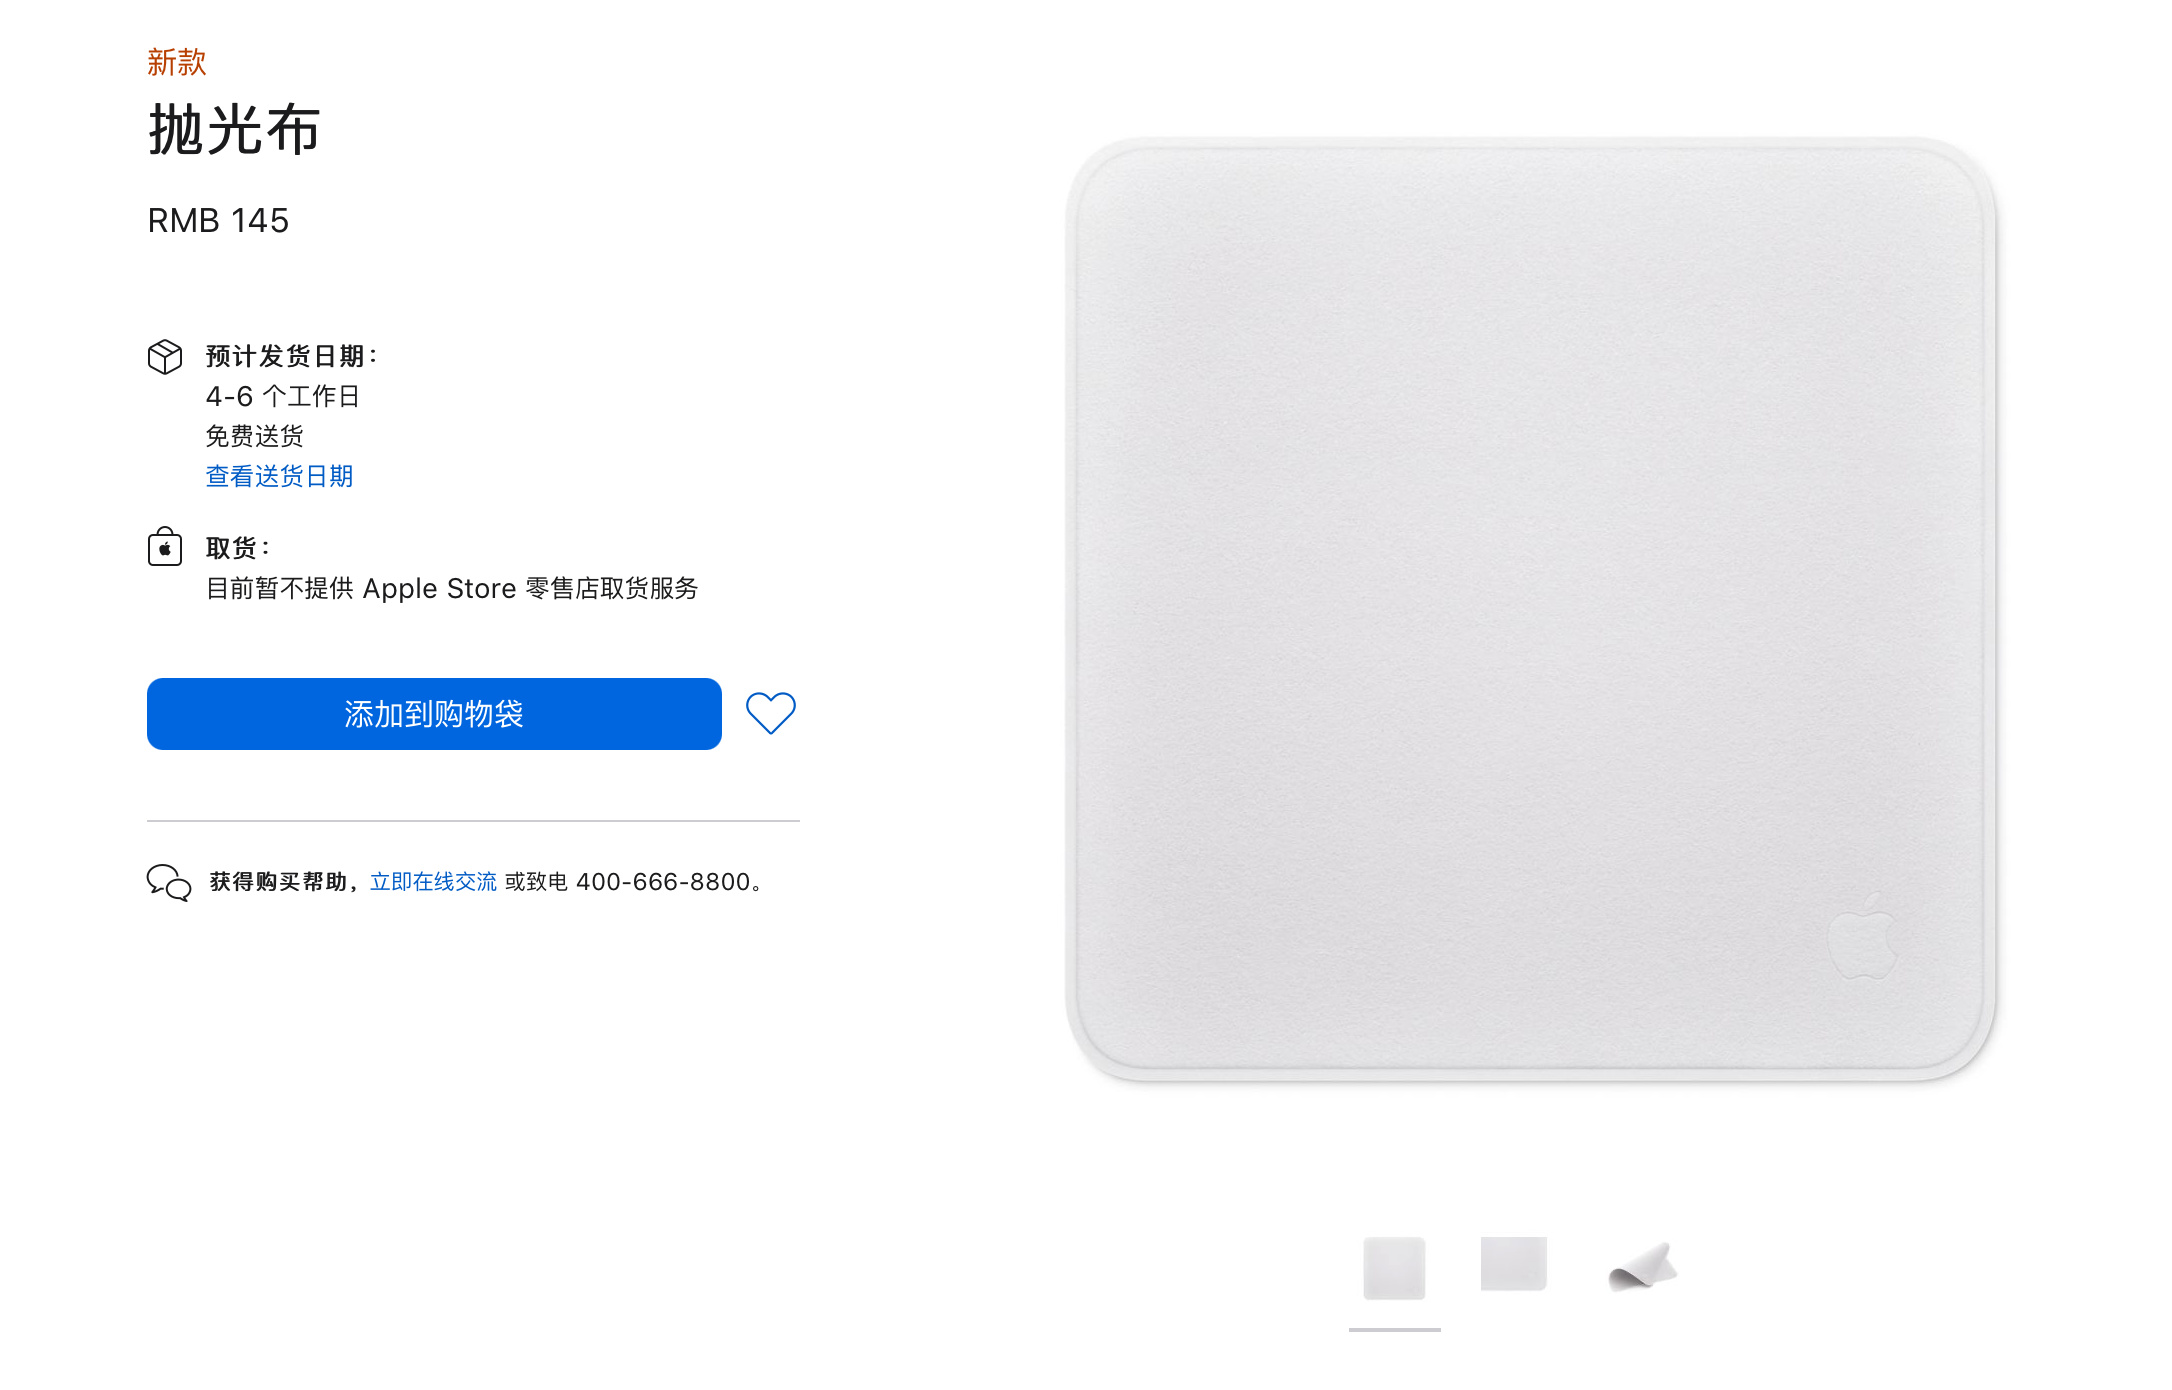 新款
抛光布
RMB 145
预计发货日期：
4-6 个工作日
免费送货
查看送货日期
取货：
目前暂不提供 Apple Store 零售店取货服务
添加到购物袋
获得购买帮助，立即在线交流 或致电 400-666-8800。